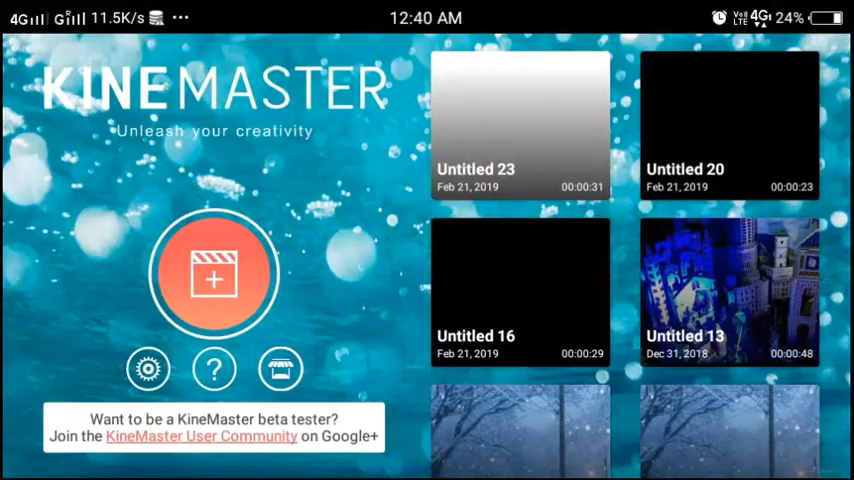 4G 11.5K/s 12:40 AM VoLTE 4G 24%
KINEMASTER
Unleash your creativity
Want to be a KineMaster beta tester?
Join the KineMaster User Community on Google+
Untitled 23
Feb 21, 2019 00:00:31
Untitled 20
Feb 21, 2019 00:00:23
Untitled 16
Feb 21, 2019 00:00:29
Untitled 13
Dec 31, 2018 00:00:48